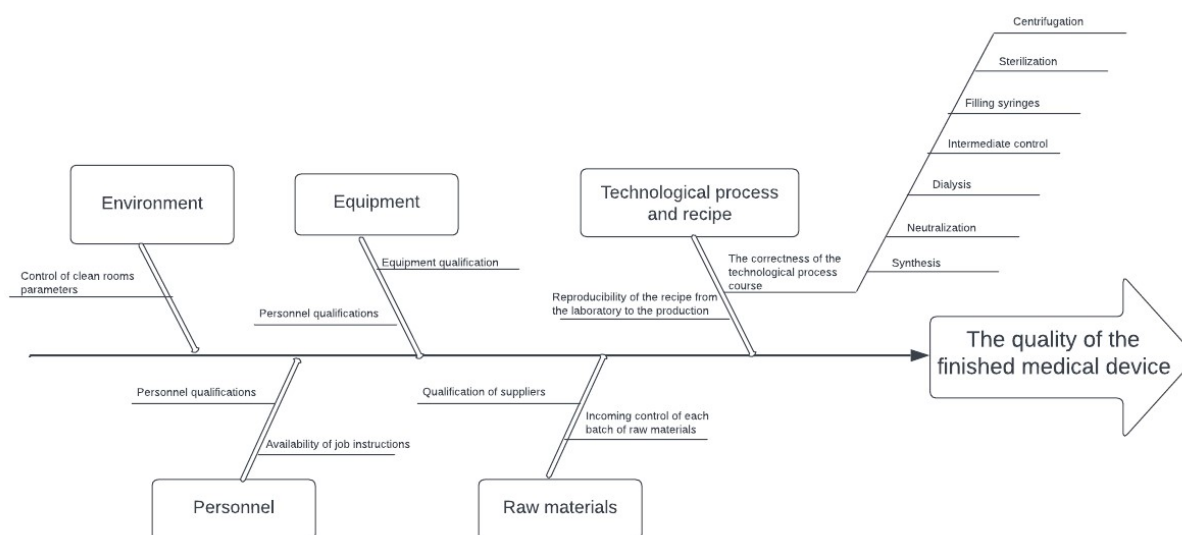 Centrifugation
Sterilization
Filling syringes
Intermediate control
Dialysis
Neutralization
Synthesis
Environment
Equipment
Technological process
and recipe
Control of clean rooms
parameters
Equipment qualification
Personnel qualifications
The correctness of the
technological process
course
Reproducibility of the recipe from
the laboratory to the production
The quality of the
finished medical device
Personnel qualifications
Availability of job instructions
Qualification of suppliers
Incoming control of each
batch of raw materials
Personnel
Raw materials